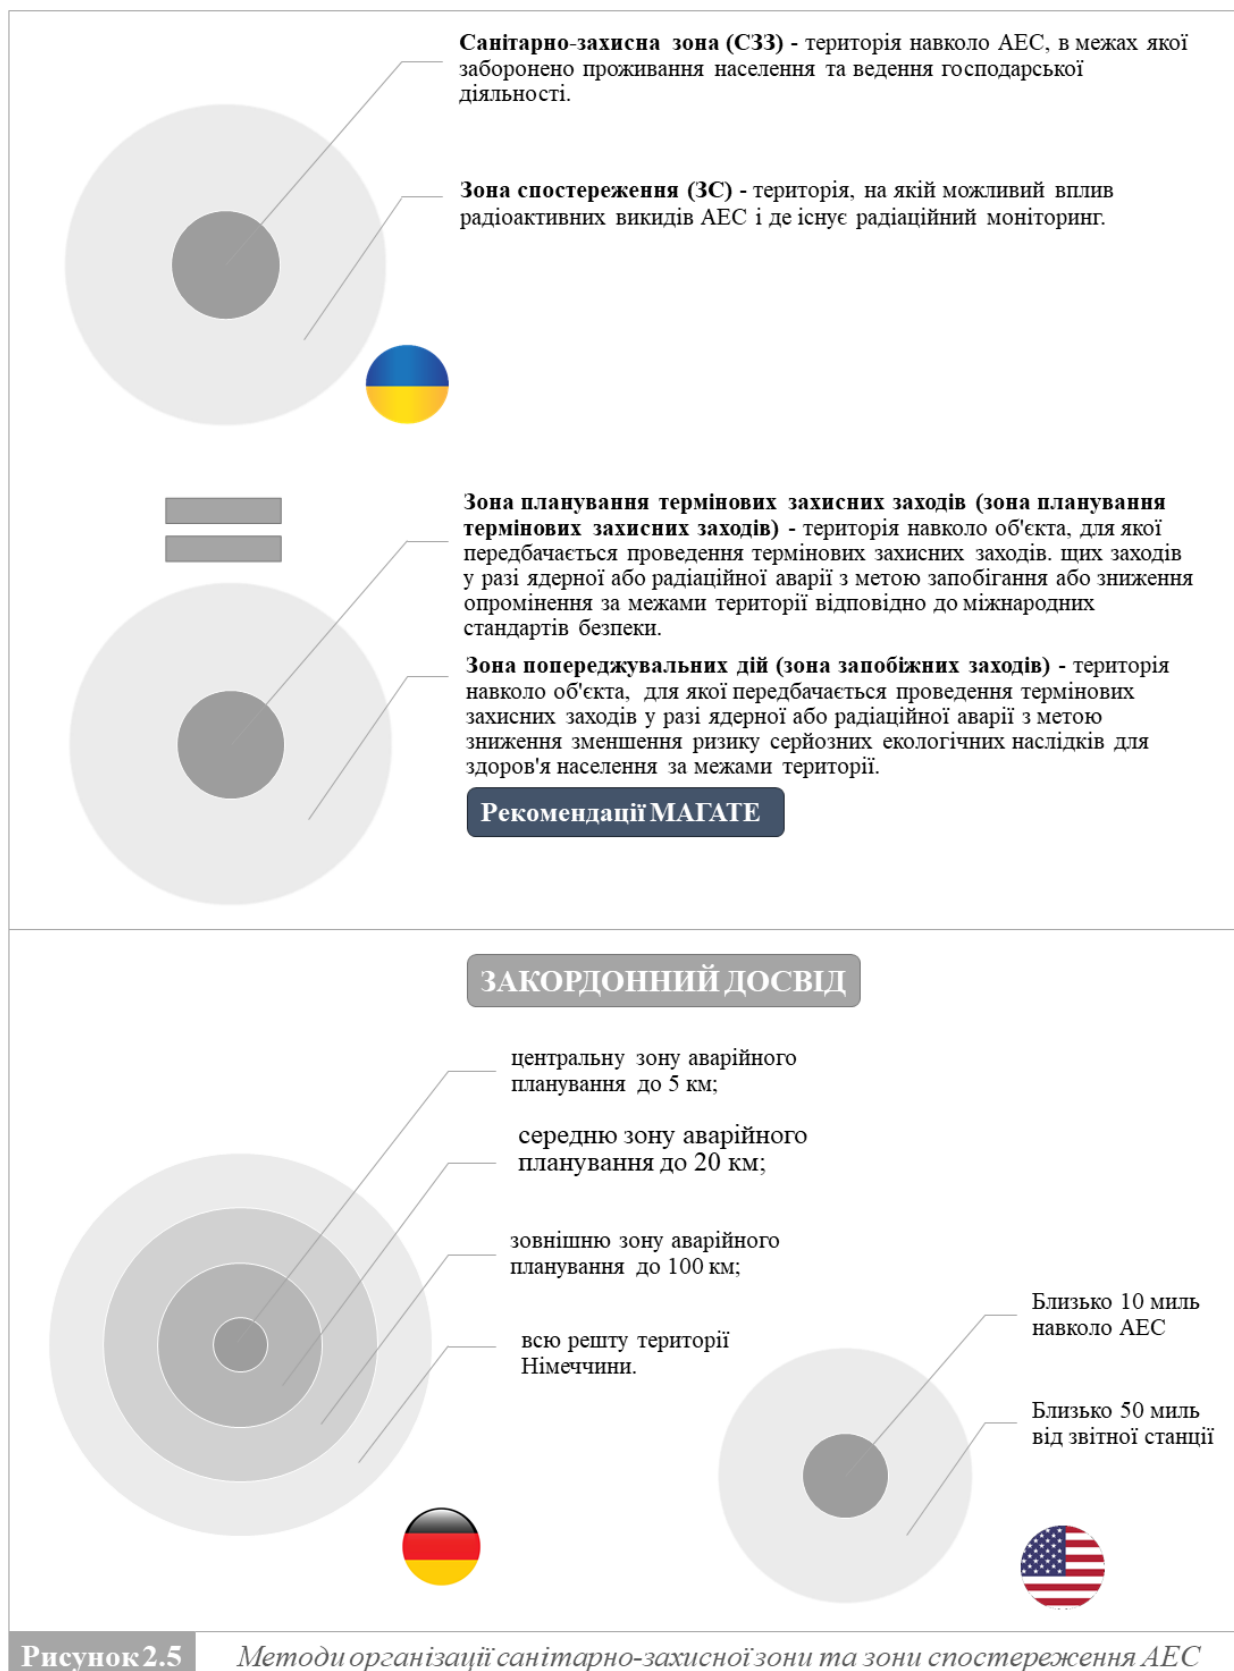 Санітарно-захисна зона (СЗЗ) - територія навколо АЕС, в межах якої
заборонено проживання населення та ведення господарської
діяльності.
Зона спостереження (ЗС) - територія, на якій можливий вплив
радіоактивних викидів АЕС і де існує радіаційний моніторинг.
Зона планування термінових захисних заходів (зона планування
термінових захисних заходів) - територія навколо об'єкта, для якої
передбачається проведення термінових захисних заходів. щих заходів
у разі ядерної або радіаційної аварії з метою запобігання або зниження
опромінення за межами території відповідно до міжнародних
стандартів безпеки.
Зона попереджувальних дій (зона запобіжних заходів) - територія
навколо об'єкта, для якої передбачається проведення термінових
захисних заходів у разі ядерної або радіаційної аварії з метою
зниження зменшення ризику серйозних екологічних наслідків для
здоров'я населення за межами території.
Рекомендації МАГАТЕ
ЗАКОРДОННИЙ ДОСВІД
центральну зону аварійного
планування до 5 км;
середню зону аварійного
планування до 20 км;
зовнішню зону аварійного
планування до 100 км;
всю решту території
Німеччини.
Близько 10 миль
навколо АЕС
Близько 50 миль
від звітної станції
Рисунок 2.5 Методи організації санітарно-захисної зони та зони спостереження АЕС